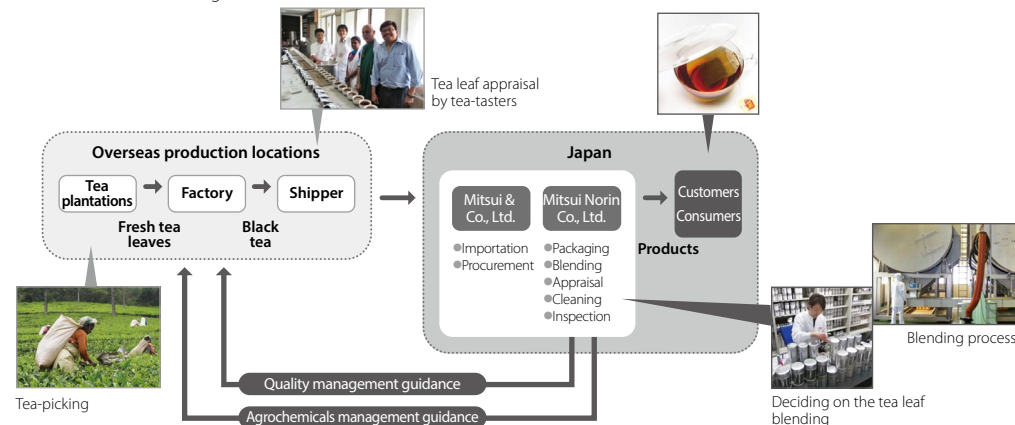 Tea leaf appraisal
by tea-tasters
Overseas production locations
Tea
plantations
Factory
Shipper
Fresh tea
leaves
Black
tea
Japan
Mitsui &
Co., Ltd.
●Importation
●Procurement
Mitsui Norin
Co., Ltd.
●Packaging
●Blending
●Appraisal
●Cleaning
●Inspection
Products
Customers
Consumers
Quality management guidance
Agrochemicals management guidance
Tea-picking
Blending process
Deciding on the tea leaf
blending